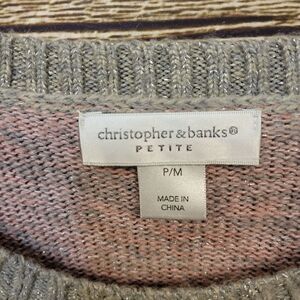 christopher & banks®
PETITE
P/M
MADE IN
CHINA